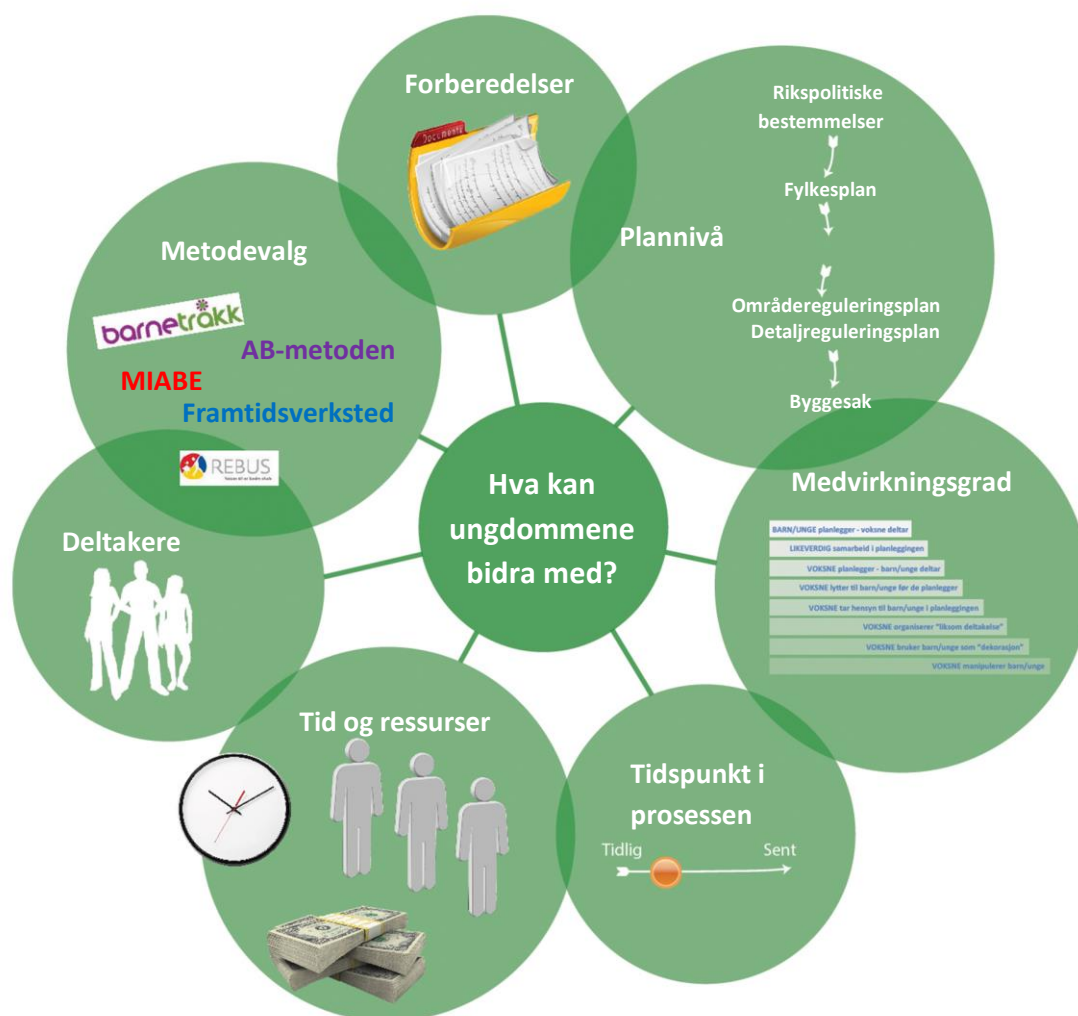 Forberedelser
Documents
Rikspolitiske
bestemmelser
Fylkesplan
Plannivå
Områdereguleringsplan
Detaljreguleringsplan
Byggesak
Metodevalg
barnetråkk
AB-metoden
MIABE
Framtidsverksted
REBUS
Hva kan
ungdommene
bidra med?
Medvirkningsgrad
BARN/UNGE planlegger - voksne deltar
LIKEVERDIG samarbeid i planleggingen
VOKSNE planlegger - barn/unge deltar
VOKSNE lytter til barn/unge før de planlegger
VOKSNE tar hensyn til barn/unge i planleggingen
VOKSNE organiserer "liksom deltakelse"
VOKSNE bruker barn/unge som "dekorasjon"
VOKSNE manipulerer barn/unge
Deltakere
Tid og ressurser
Tidspunkt i
prosessen
Tidlig Sent